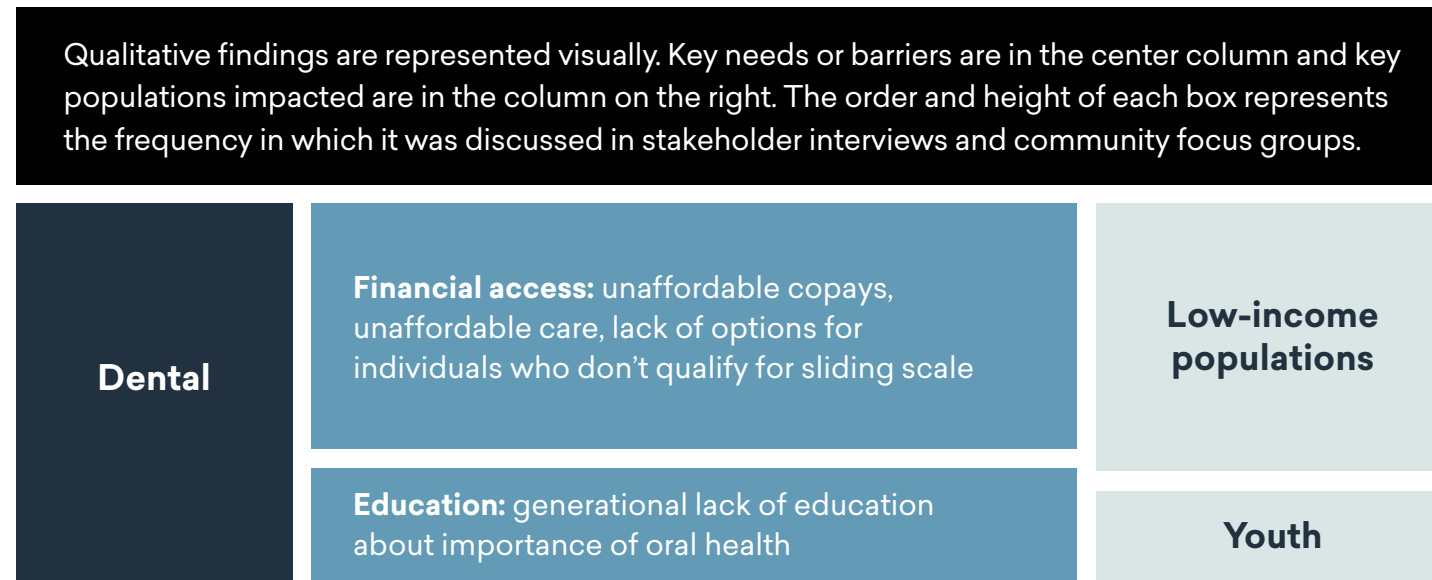 Qualitative findings are represented visually. Key needs or barriers are in the center column and key
populations impacted are in the column on the right. The order and height of each box represents
the frequency in which it was discussed in stakeholder interviews and community focus groups.
Dental
Financial access: unaffordable copays,
unaffordable care, lack of options for
individuals who don’t qualify for sliding scale
Low-income
populations
Education: generational lack of education
about importance of oral health
Youth